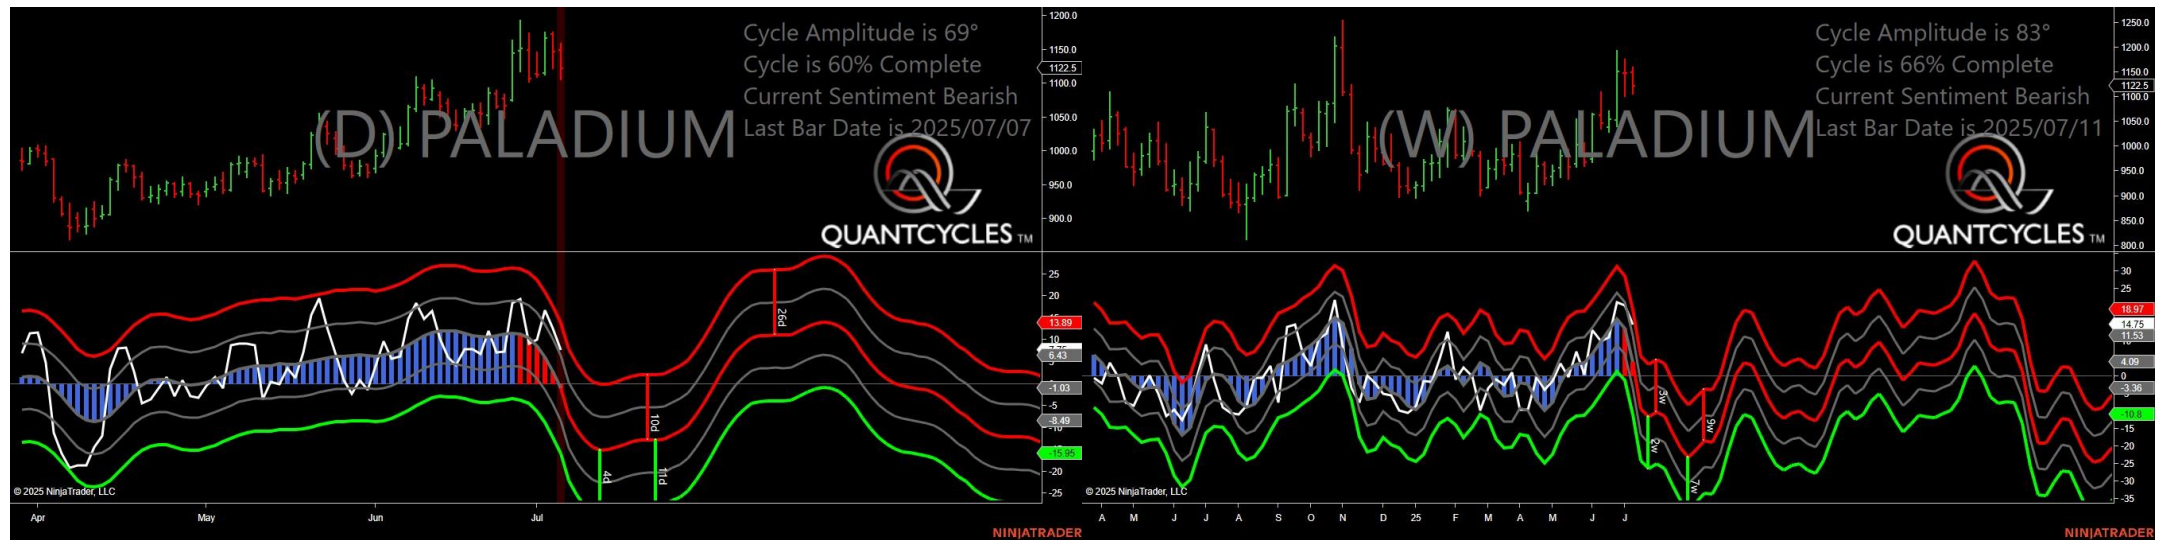 (D) PALADIUM
Cycle Amplitude is 69°
Cycle is 60% Complete
Current Sentiment Bearish
Last Bar Date is 2025/07/07
QUANTCYCLES TM
1200.0
1150.0
1122.5
1100.0
1050.0
1000.0
950.0
900.0
25
20
13.89
10
6.43
-1.03
-5
-8.49
-15.95
-20
-25
4d
10d
11d
26d
© 2025 NinjaTrader, LLC
Apr May Jun Jul
NINJATRADER
(W) PALADIUM
Cycle Amplitude is 83°
Cycle is 66% Complete
Current Sentiment Bearish
Last Bar Date is 2025/07/11
QUANTCYCLES TM
1250.0
1200.0
1150.0
1122.5
1100.0
1050.0
1000.0
950.0
900.0
850.0
800.0
30
25
18.97
14.75
11.53
4.09
0
-3.36
-10.8
-15
-20
-25
-30
-35
3w
2w
9w
7w
© 2025 NinjaTrader, LLC
A M J J A S O N D 25 F M A M J J
NINJATRADER